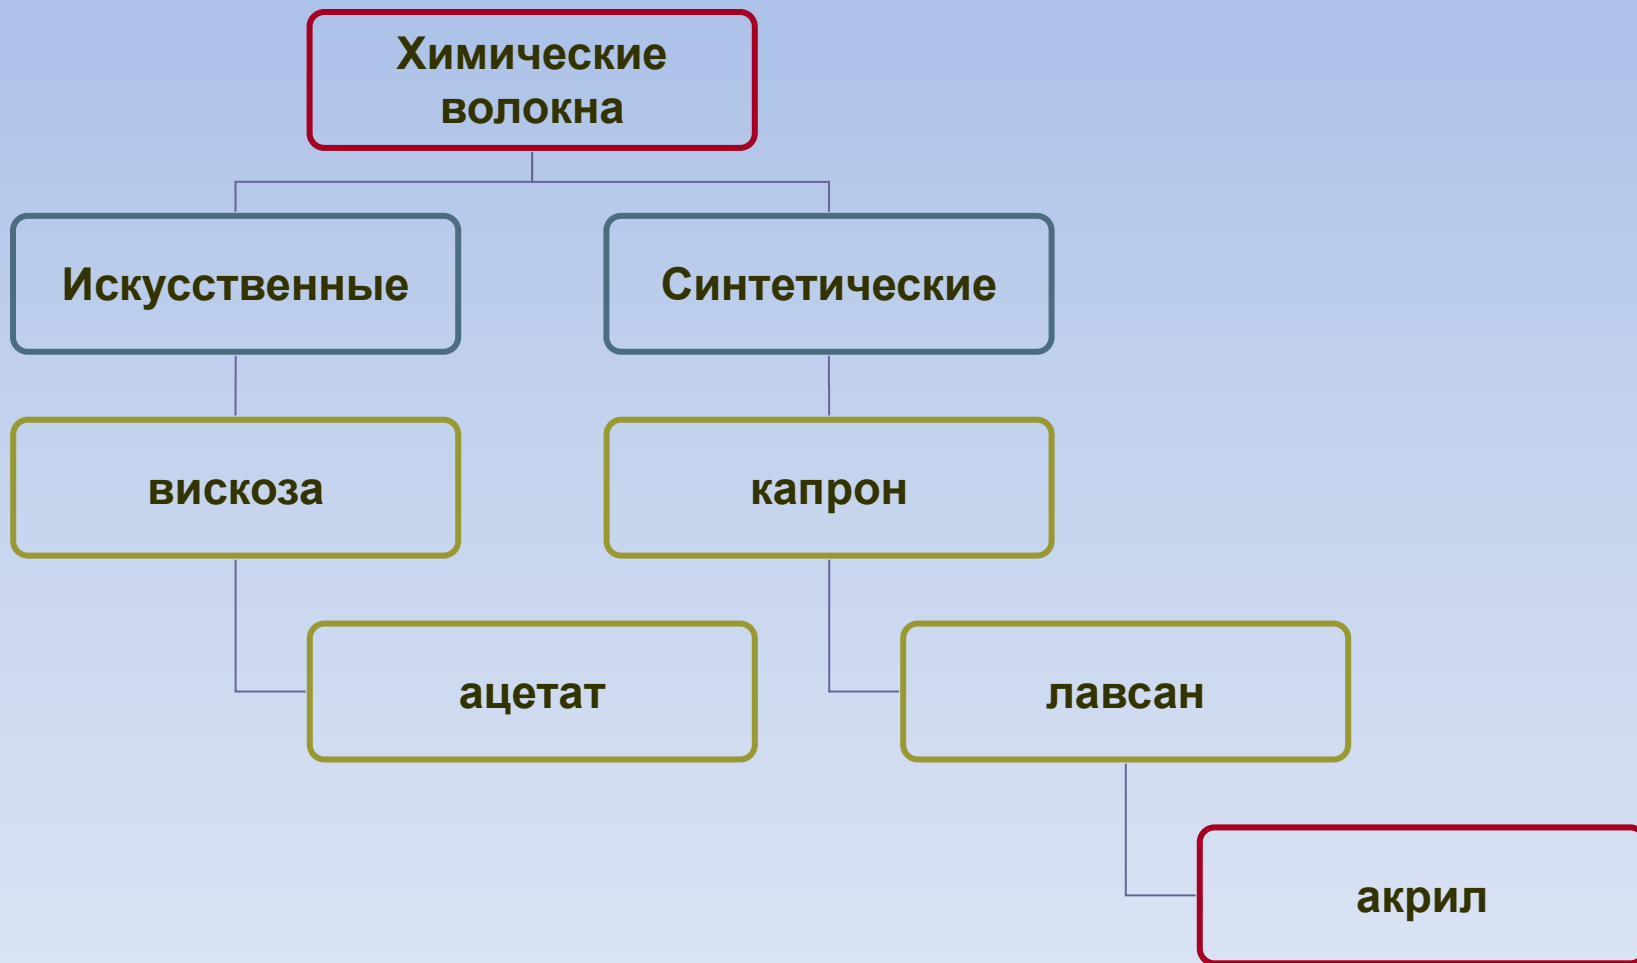 Химические
волокна
Искусственные
Синтетические
вискоза
капрон
ацетат
лавсан
акрил